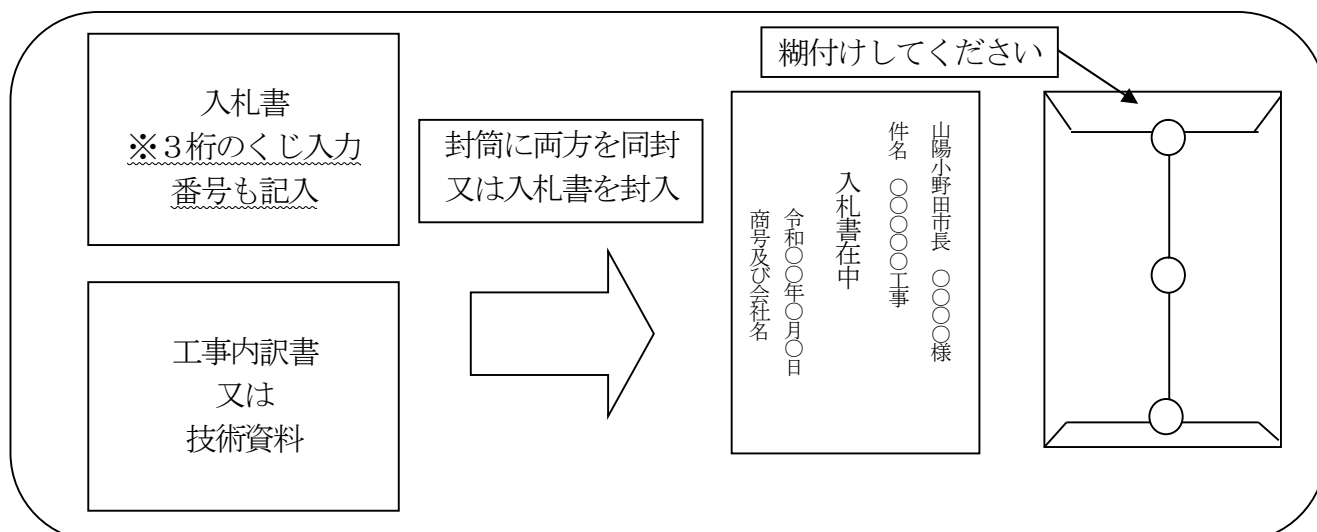 入札書
※３桁のくじ入力
番号も記入
工事内訳書
又は
技術資料
封筒に両方を同封
又は入札書を封入
糊付けしてください
山陽小野田市長　○○○○様
件名　○○○○○工事
入札書在中
令和○○年○月○日
商号及び会社名